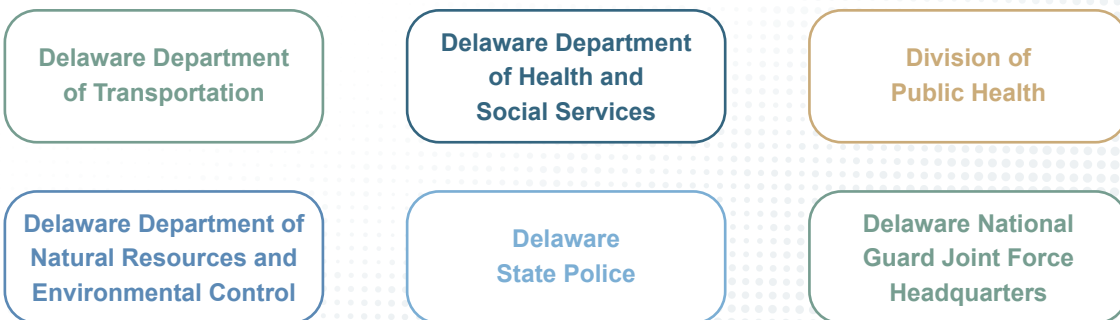 Delaware Department
of Transportation
Delaware Department
of Health and
Social Services
Division of
Public Health
Delaware Department of
Natural Resources and
Environmental Control
Delaware
State Police
Delaware National
Guard Joint Force
Headquarters